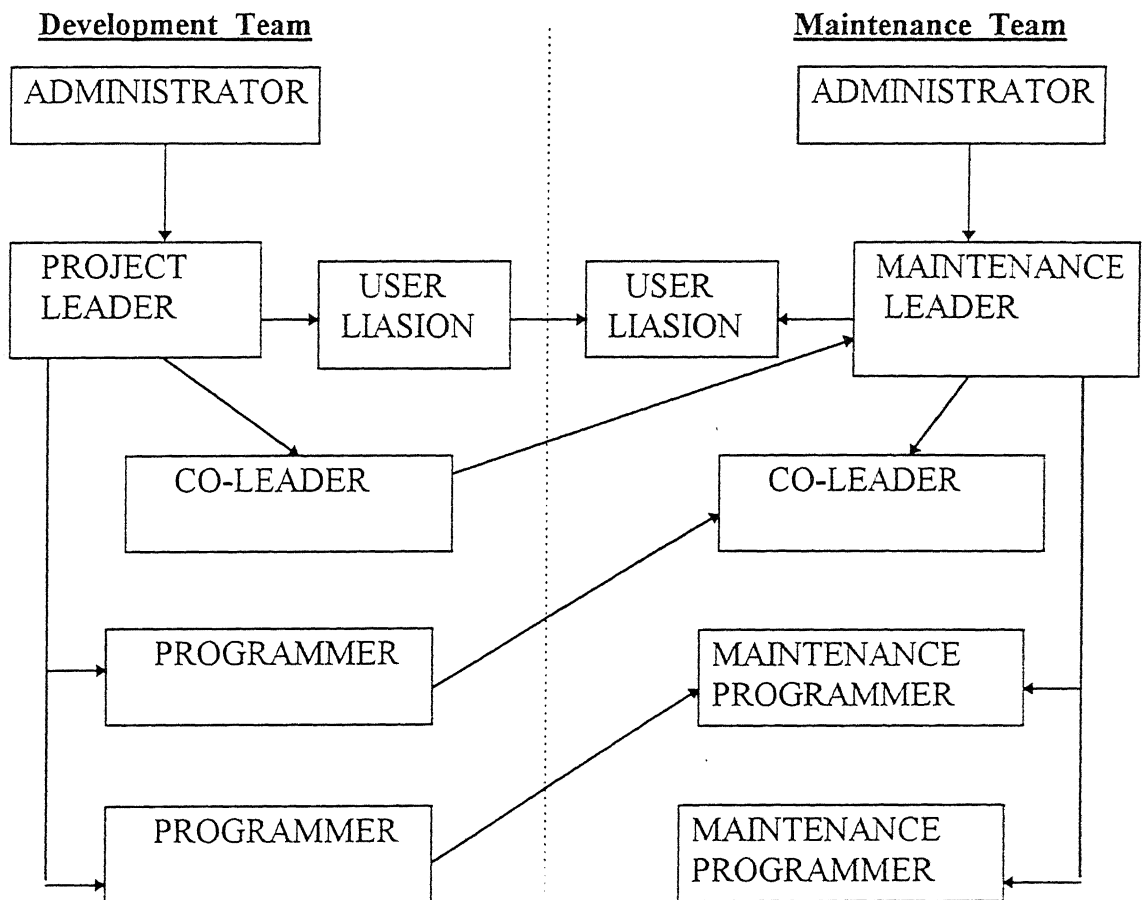 Development Team
Maintenance Team
ADMINISTRATOR
ADMINISTRATOR
PROJECT
LEADER
USER
LIASION
USER
LIASION
MAINTENANCE
LEADER
CO-LEADER
CO-LEADER
PROGRAMMER
MAINTENANCE
PROGRAMMER
PROGRAMMER
MAINTENANCE
PROGRAMMER